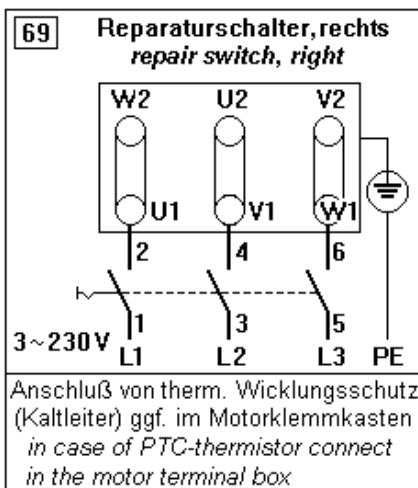 69 Reparaturschalter, rechts
repair switch, right
W2 U2 V2
U1 V1 W1
2 4 6
1 3 5
3~230 V
L1 L2 L3 PE
Anschluß von therm. Wicklungsschutz
(Kaltleiter) ggf. im Motorklemmkasten
in case of PTC-thermistor connect
in the motor terminal box